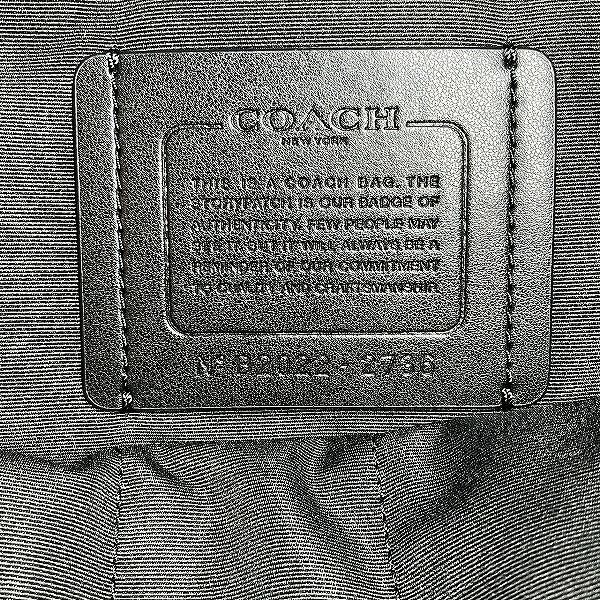 COACH
NEW YORK
THIS IS A COACH BAG. THE
STORYPATCH IS OUR BADGE OF
AUTHENTICITY. FEW PEOPLE MAY
SEE IT, BUT IT WILL ALWAYS BE A
REMINDER OF OUR COMMITMENT
TO QUALITY AND CRAFTSMANSHIP.
Nº